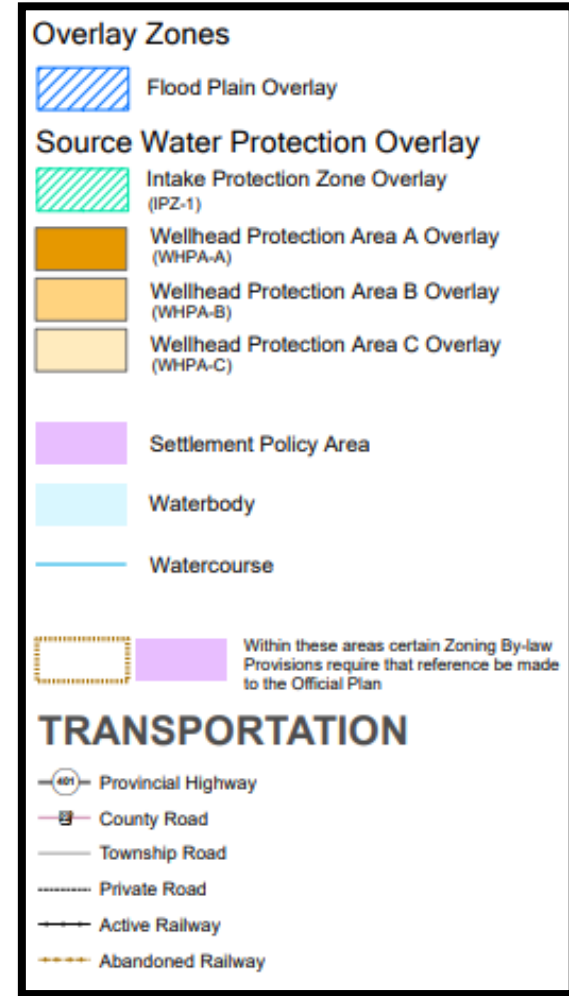 Overlay Zones
Flood Plain Overlay
Source Water Protection Overlay
Intake Protection Zone Overlay
(IPZ-1)
Wellhead Protection Area A Overlay
(WHPA-A)
Wellhead Protection Area B Overlay
(WHPA-B)
Wellhead Protection Area C Overlay
(WHPA-C)
Settlement Policy Area
Waterbody
Watercourse
Within these areas certain Zoning By-law
Provisions require that reference be made
to the Official Plan
TRANSPORTATION
401 Provincial Highway
County Road
Township Road
Private Road
Active Railway
Abandoned Railway